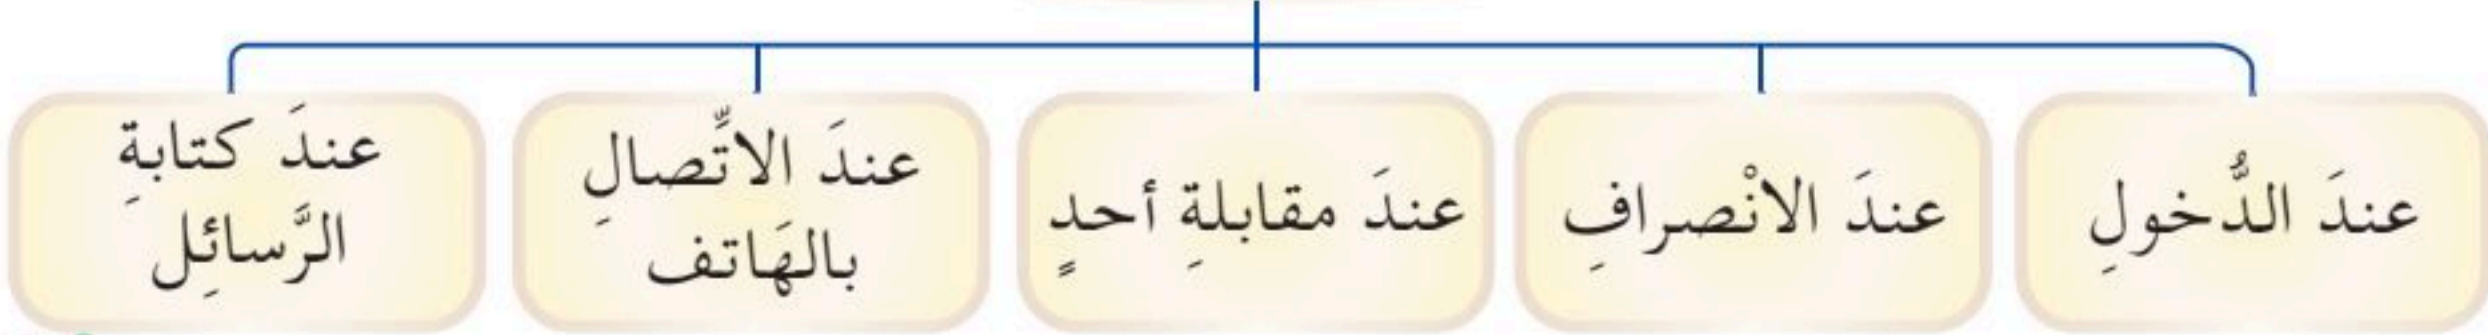 عندَ الدُّخولِ
عندَ الانْصرافِ
عندَ مقابلةِ أحدٍ
عندَ الاتِّصالِ
بالهَاتف
عندَ كتابةِ
الرَّسائِل